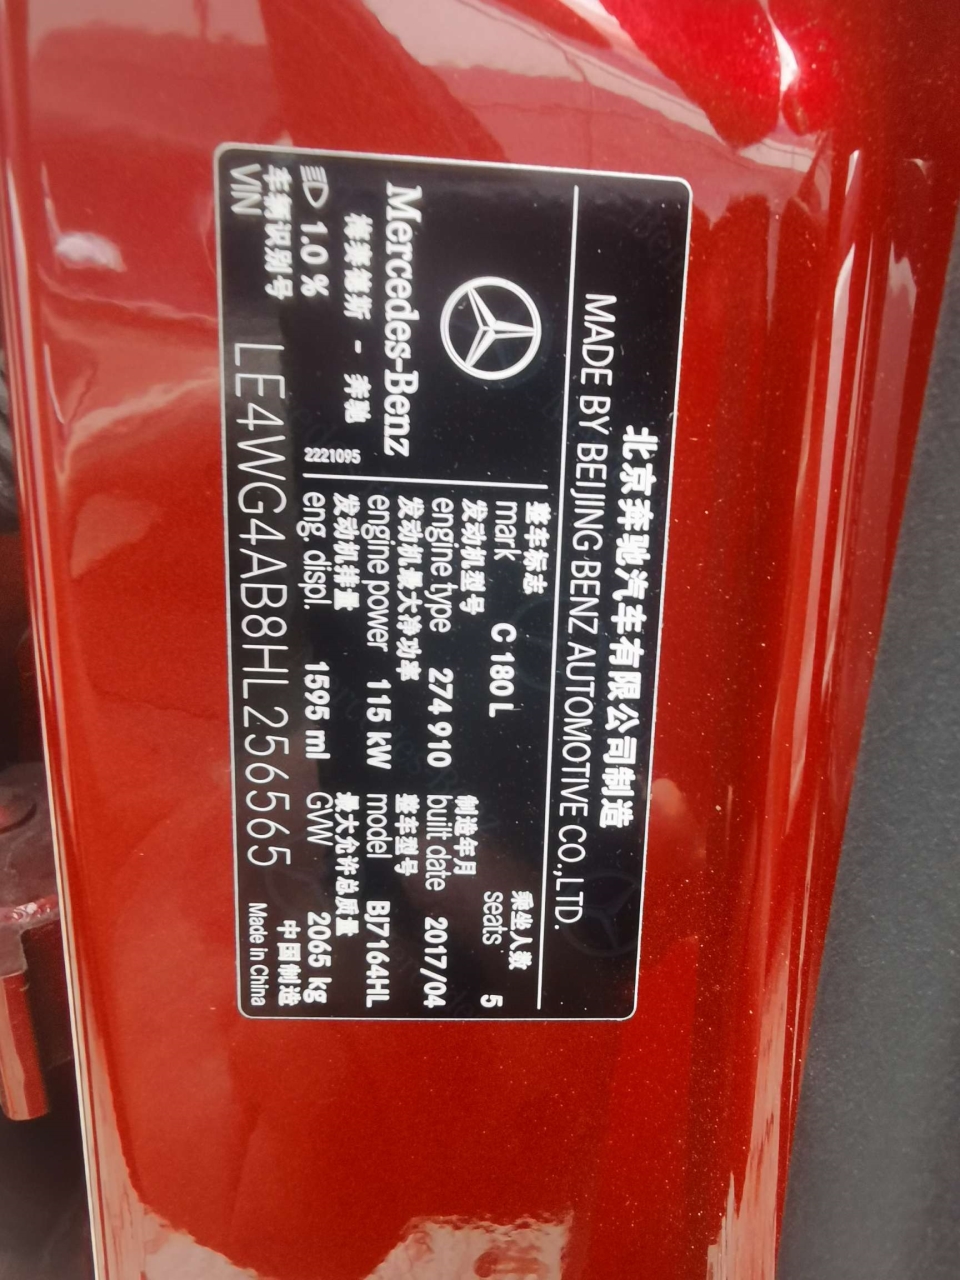 北京奔驰汽车有限公司制造
MADE BY BEIJING BENZ AUTOMOTIVE CO.,LTD.
Mercedes-Benz
梅赛德斯 - 奔驰
1.0 %
2221095
整车标志
mark C 180 L
乘坐人数
seats 5
发动机型号
engine type 274 910
制造年月
built date 2017/04
发动机最大净功率
engine power 115 kW
整车型号
model BJ7164HL
发动机排量
eng. displ. 1595 ml
最大允许总质量
GVW 2065 kg
车辆识别号
VIN LE4WG4AB8HL256565
中国制造
Made in China